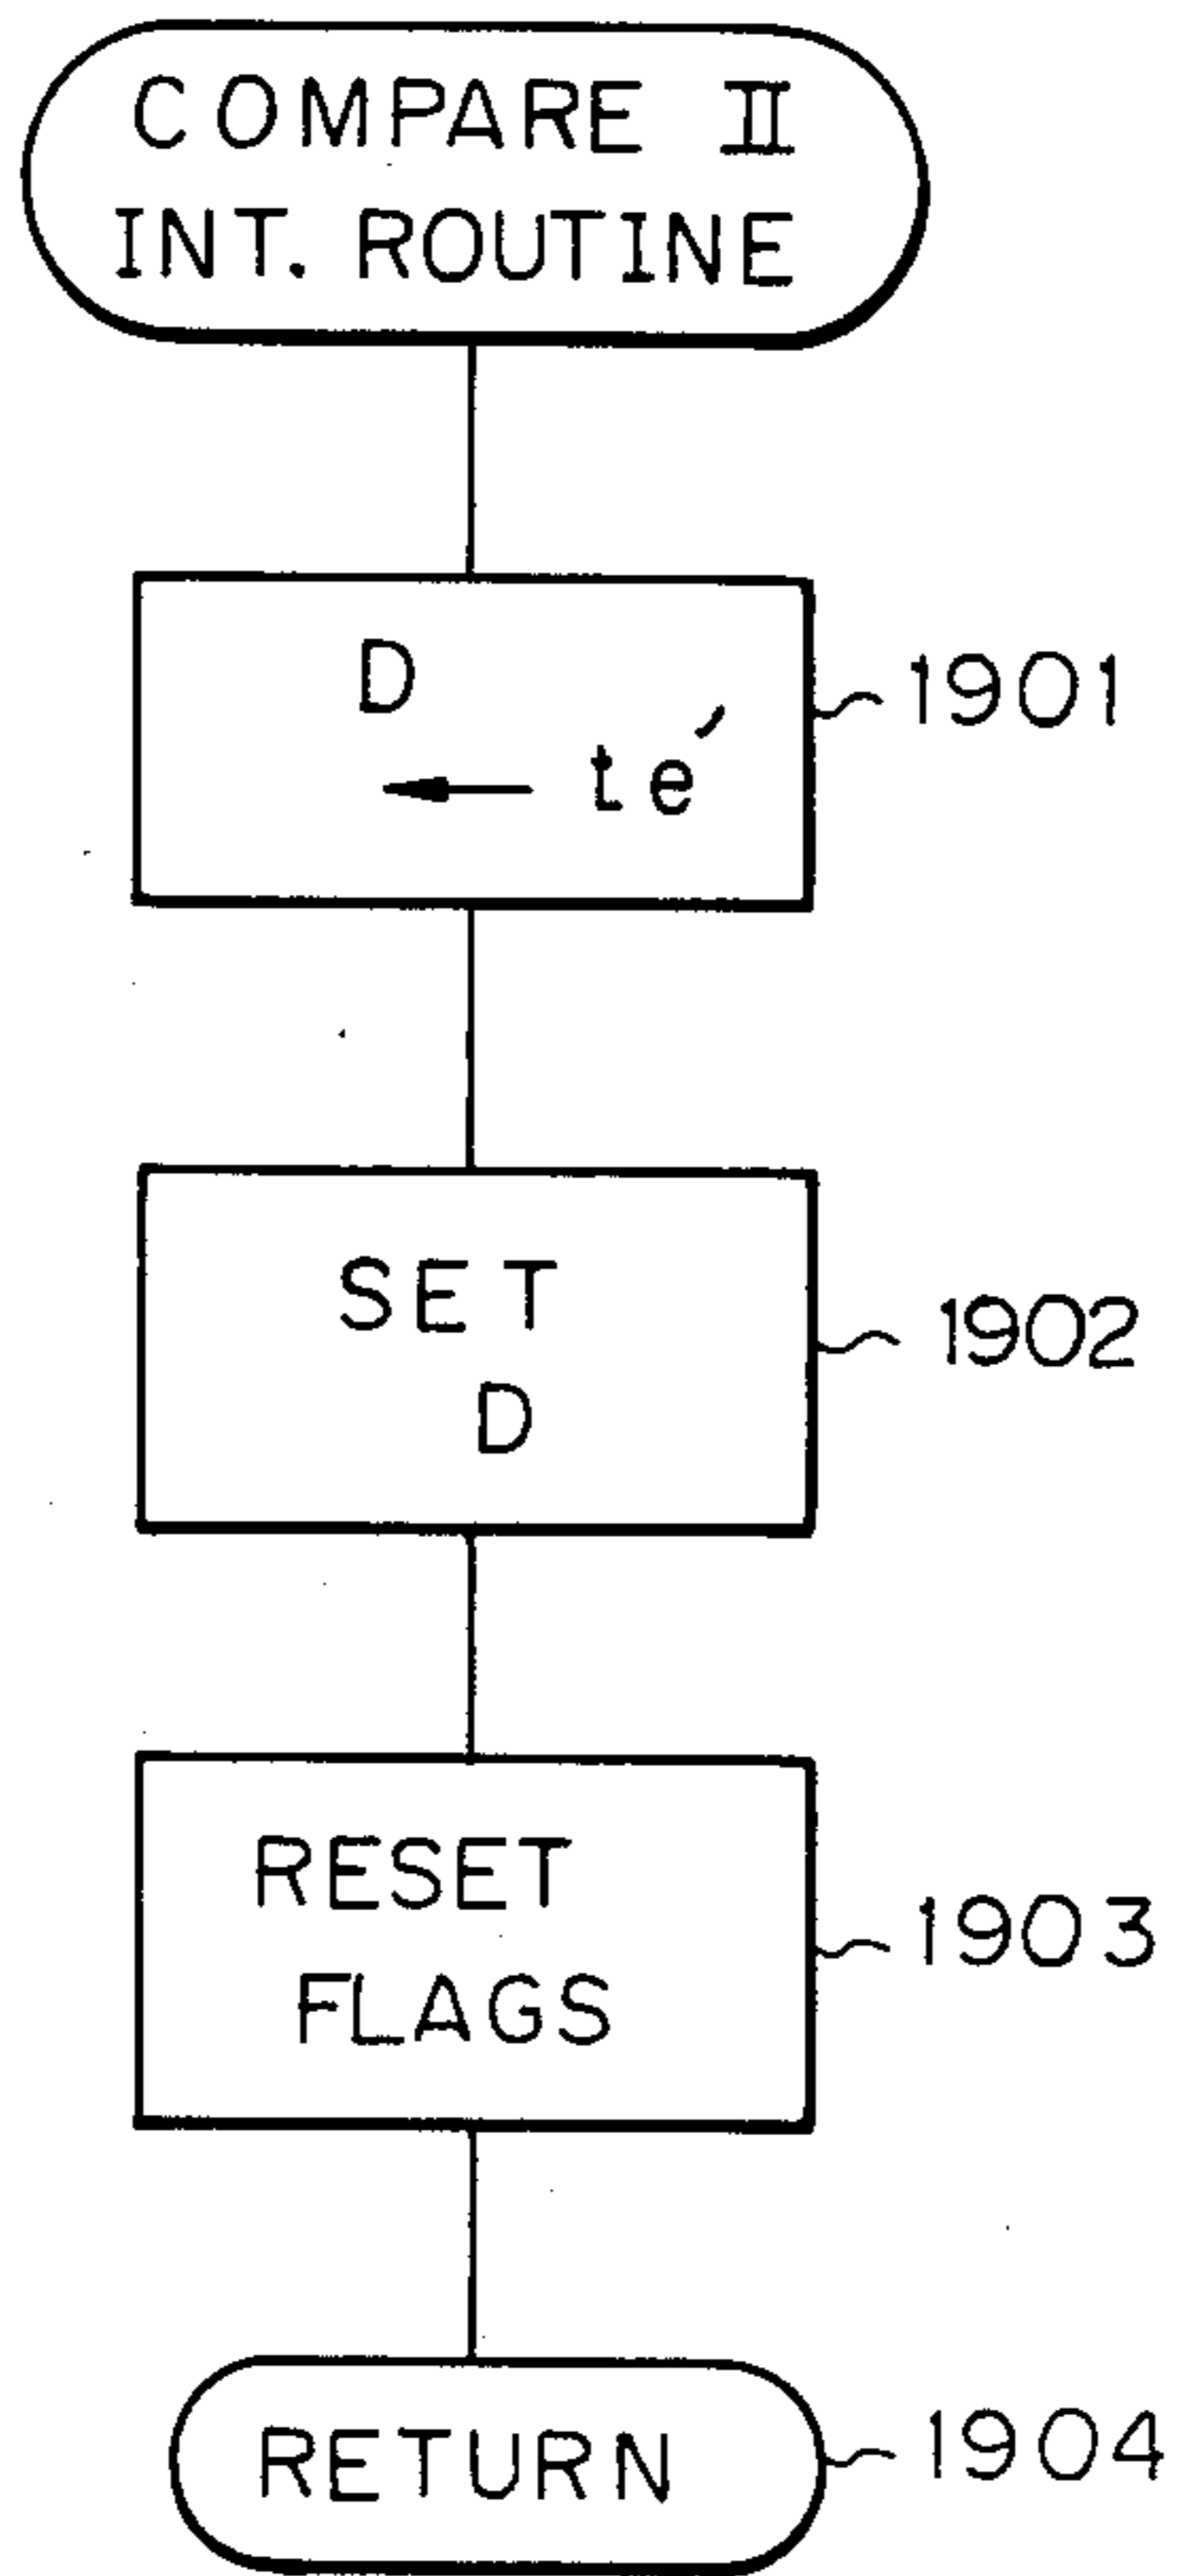 COMPARE II
INT. ROUTINE
D
← te′
1901
SET
D
1902
RESET
FLAGS
1903
RETURN
1904